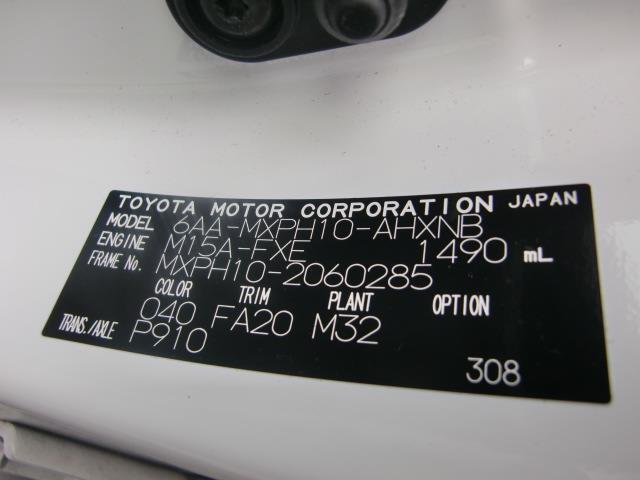 TOYOTA MOTOR CORPORATION JAPAN
MODEL 6AA-MXPH10-AHXNB
ENGINE M15A-FXE 1490 mL
FRAME No. MXPH10-2060285
COLOR TRIM PLANT OPTION
040 FA20 M32
TRANS./AXLE P910
308